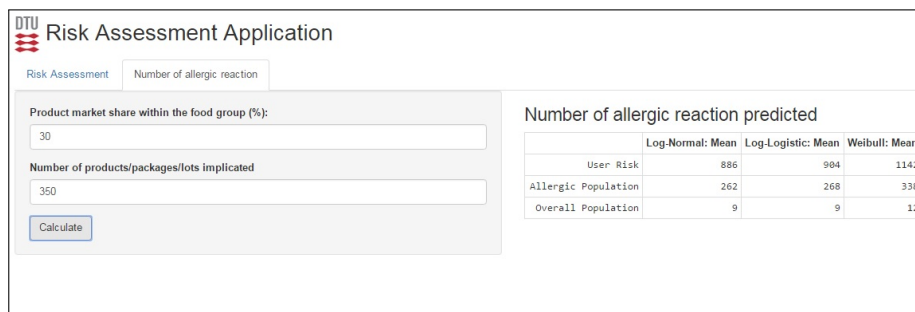 DTU
Risk Assessment Application
Risk Assessment Number of allergic reaction
Product market share within the food group (%):
30
Number of products/packages/lots implicated
350
Calculate
Number of allergic reaction predicted
Log-Normal: Mean Log-Logistic: Mean Weibull: Mean
User Risk 886 904
Allergic Population 262 268
Overall Population 9 9